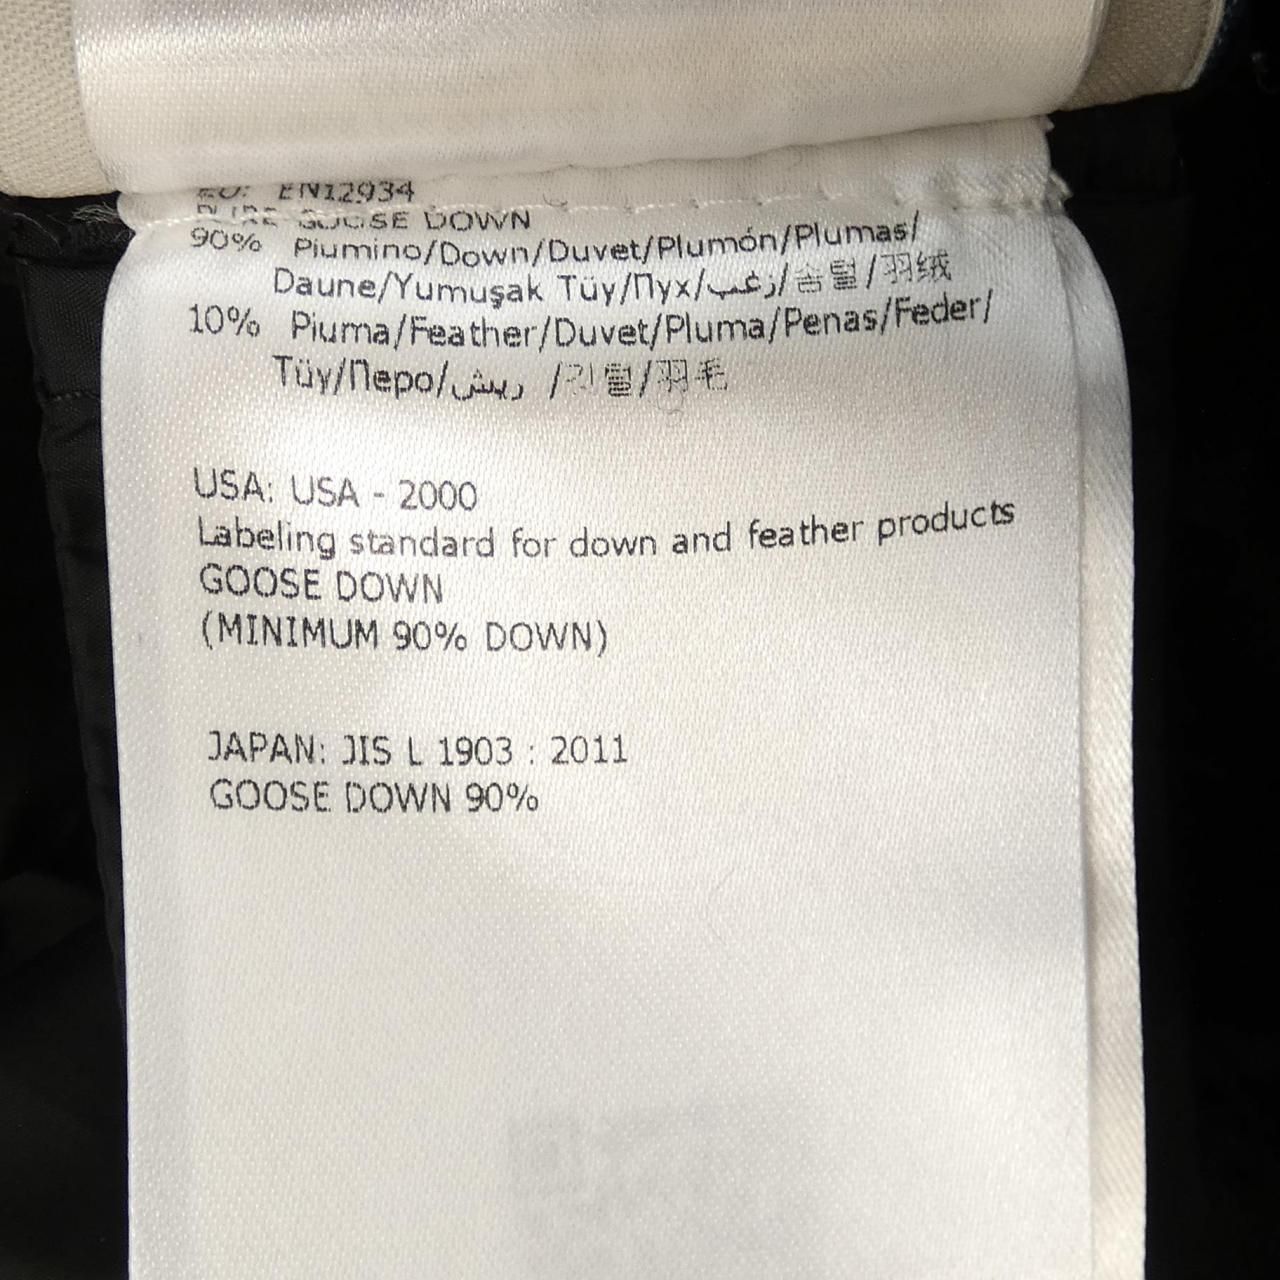 EU: EN12934
PURE GOOSE DOWN
90% Piumino/Down/Duvet/Plumón/Plumas/
Daune/Yumuşak Tüy/Пух/زغب/솜털/羽绒
10% Piuma/Feather/Duvet/Pluma/Penas/Feder/
Tüy/Перо/ريش /깃털/羽毛
USA: USA - 2000
Labeling standard for down and feather products
GOOSE DOWN
(MINIMUM 90% DOWN)
JAPAN: JIS L 1903 : 2011
GOOSE DOWN 90%